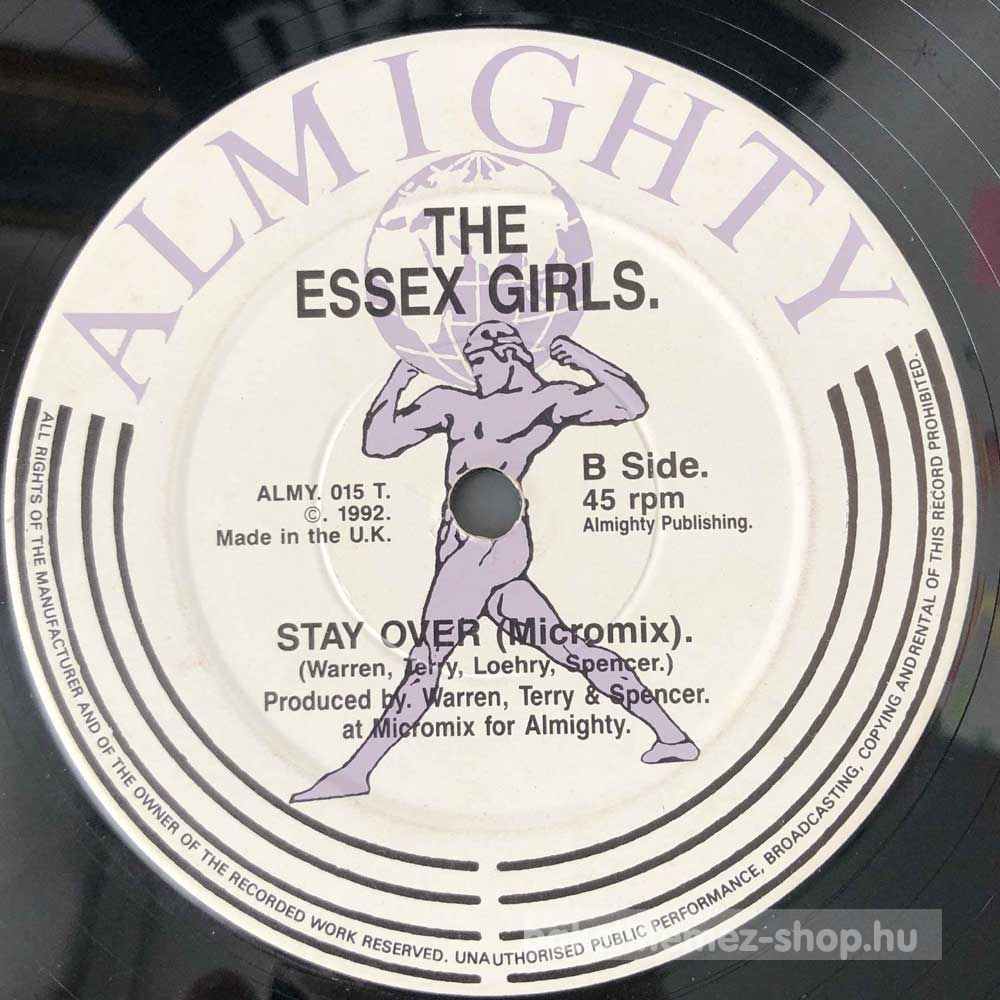 ALMIGHTY
THE
ESSEX GIRLS.
ALMY. 015 T.
©. 1992.
Made in the U.K.
B Side.
45 rpm
Almighty Publishing.
STAY OVER (Micromix).
(Warren, Terry, Loehry, Spencer.)
Produced by. Warren, Terry & Spencer.
at Micromix for Almighty.
ALL RIGHTS OF THE MANUFACTURER AND OF THE OWNER OF THE RECORDED WORK RESERVED. UNAUTHORISED PUBLIC PERFORMANCE, BROADCASTING, COPYING ANDRENTAL OF THIS RECORD PROHIBITED.